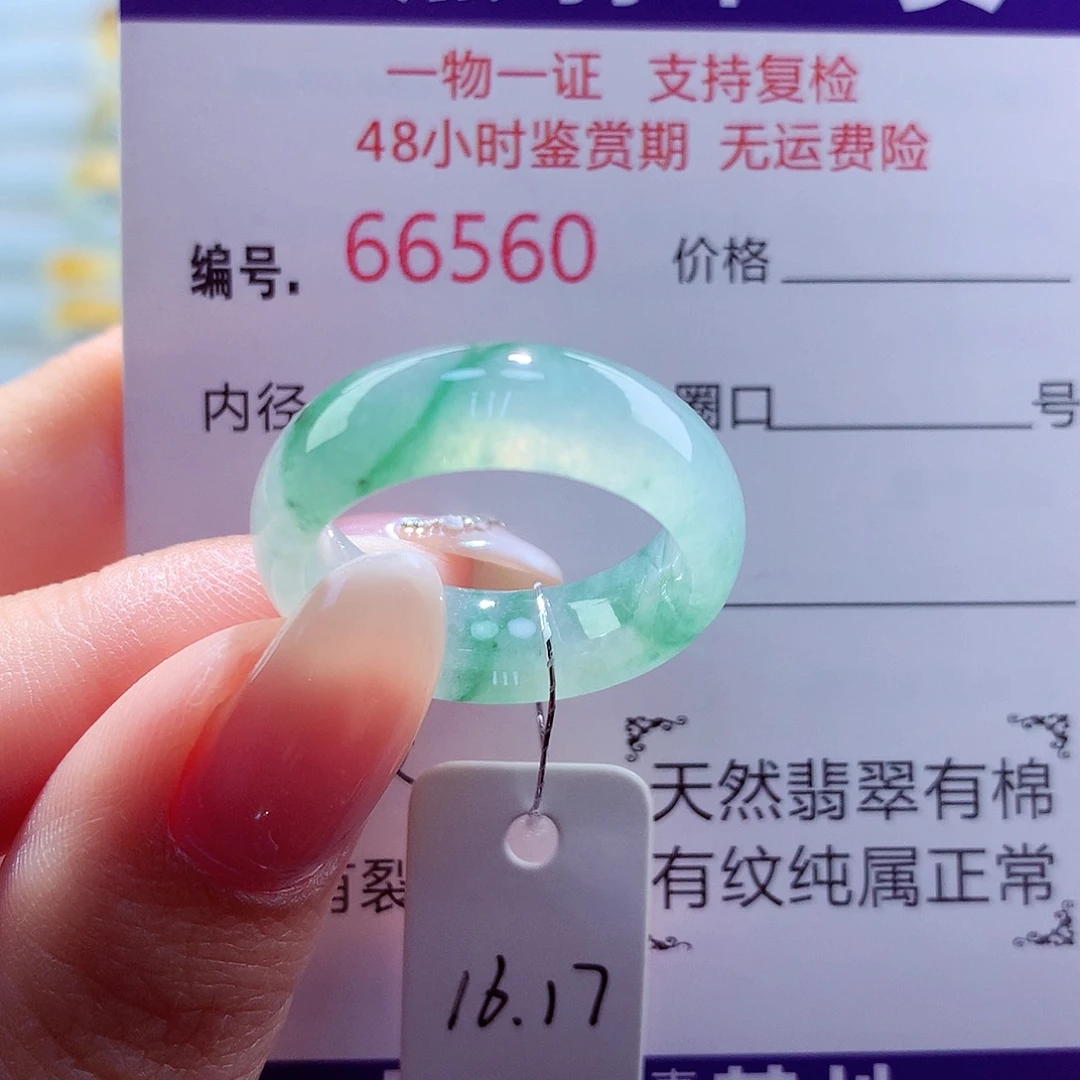 一物一证 支持复检
48小时鉴赏期 无运费险
编号. 66560 价格
内径 圈口 号
天然翡翠有棉
有裂 有纹纯属正常
16.17